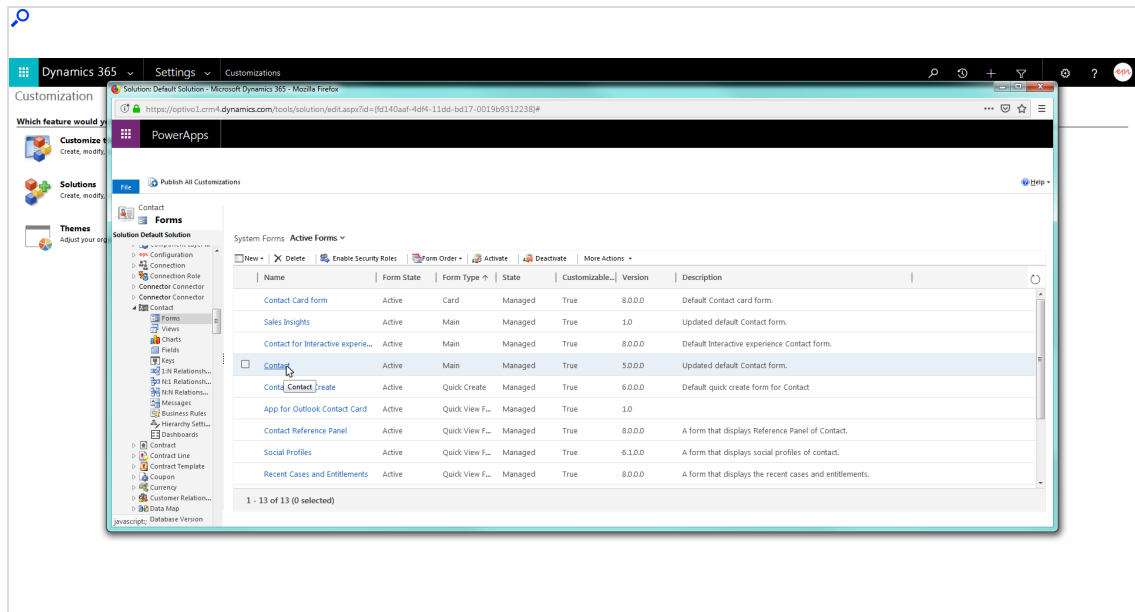 Dynamics 365 Settings Customizations
Customization
Which feature would y
Customize t
Create, modify,
Solutions
Create, modify,
Themes
Adjust your org
Solution: Default Solution - Microsoft Dynamics 365 - Mozilla Firefox
https://optivo1.crm4.dynamics.com/tools/solution/edit.aspx?id={fd140aaf-4df4-11dd-bd17-0019b9312238}#
PowerApps
File Publish All Customizations Help
Contact
Forms
Solution Default Solution
Configuration
Connection
Connection Role
Connector Connector
Connector Connector
Contact
Forms
Views
Charts
Fields
Keys
1:N Relationsh...
N:1 Relationsh...
N:N Relations...
Messages
Business Rules
Hierarchy Setti...
Dashboards
Contract
Contract Line
Contract Template
Coupon
Currency
Customer Relation...
Data Map
Database Version
javascript:;
System Forms Active Forms
New Delete Enable Security Roles Form Order Activate Deactivate More Actions
Name Form State Form Type State Customizable... Version Description
Contact Card form Active Card Managed True 8.0.0.0 Default Contact card form.
Sales Insights Active Main Managed True 1.0 Updated default Contact form.
Contact for Interactive experie... Active Main Managed True 8.0.0.0 Default Interactive experience Contact form.
Contact Active Main Managed True 5.0.0.0 Updated default Contact form.
Conta Contact Create Active Quick Create Managed True 6.0.0.0 Default quick create form for Contact
App for Outlook Contact Card Active Quick View F... Managed True 1.0
Contact Reference Panel Active Quick View F... Managed True 8.0.0.0 A form that displays Reference Panel of Contact.
Social Profiles Active Quick View F... Managed True 6.1.0.0 A form that displays social profiles of contact.
Recent Cases and Entitlements Active Quick View F... Managed True 8.0.0.0 A form that displays the recent cases and entitlements.
1 - 13 of 13 (0 selected)